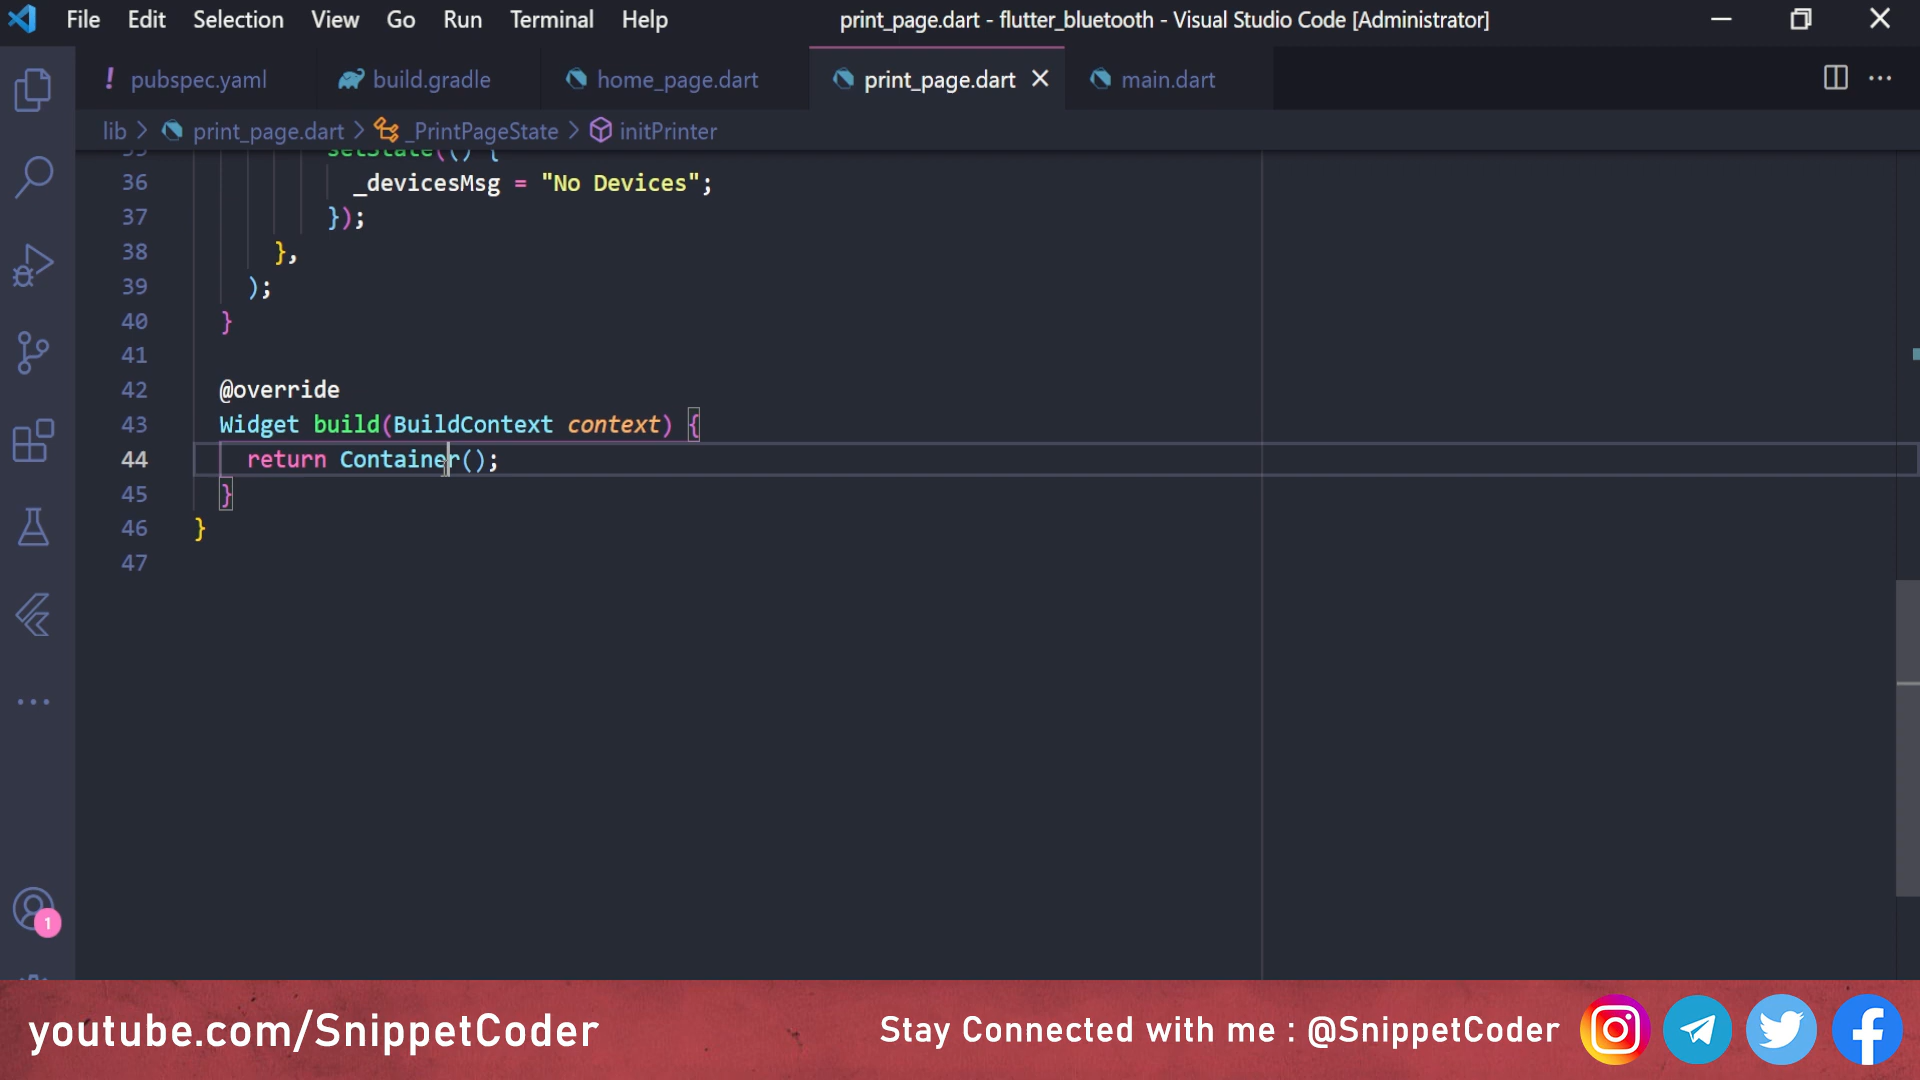 File Edit Selection View Go Run Terminal Help print_page.dart - flutter_bluetooth - Visual Studio Code [Administrator]
! pubspec.yaml build.gradle home_page.dart print_page.dart main.dart
lib > print_page.dart > _PrintPageState > initPrinter
35 setState(() {
36 _devicesMsg = "No Devices";
37 });
38 },
39 );
40 }
41
42 @override
43 Widget build(BuildContext context) {
44 return Container();
45 }
46 }
47
1
youtube.com/SnippetCoder Stay Connected with me : @SnippetCoder